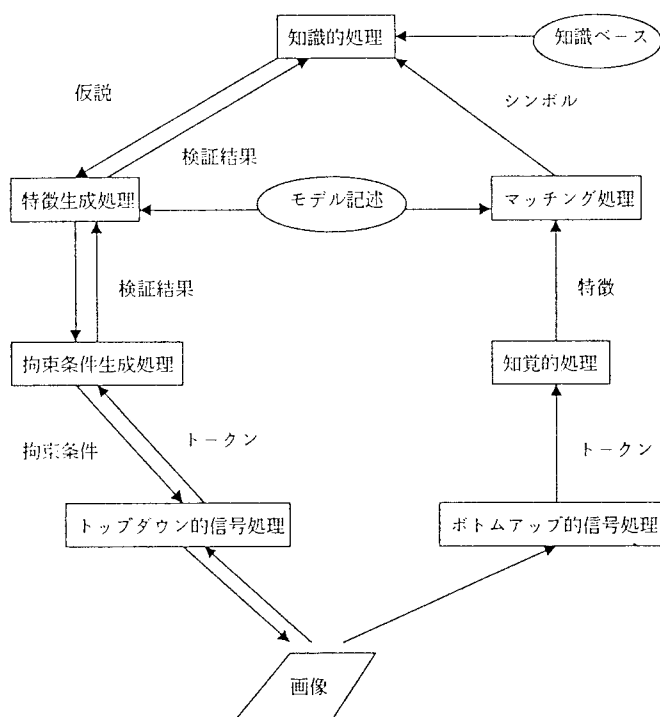 知識的処理
知識ベース
仮説
シンボル
検証結果
特徴生成処理
モデル記述
マッチング処理
検証結果
特徴
拘束条件生成処理
知覚的処理
拘束条件
トークン
トークン
トップダウン的信号処理
ボトムアップ的信号処理
画像